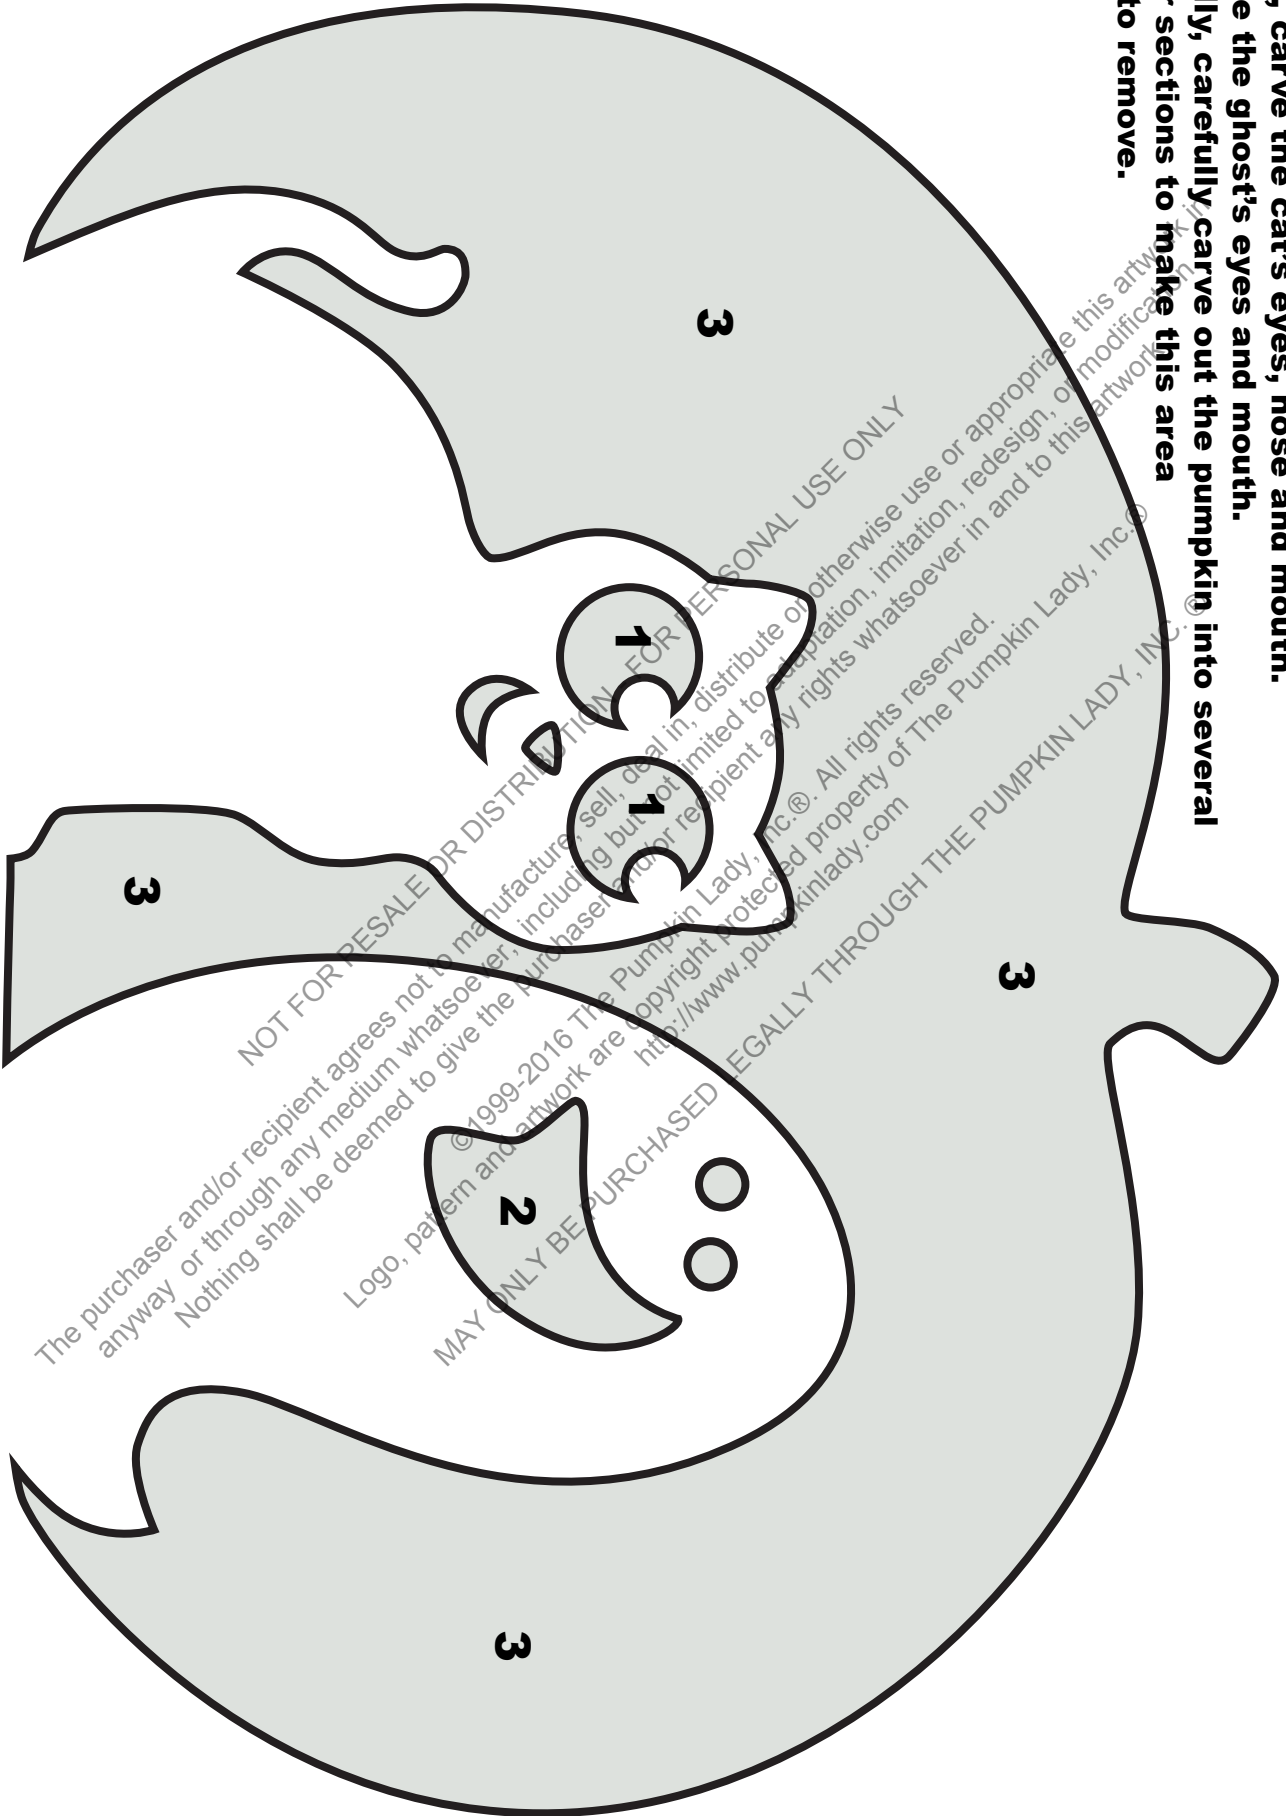 , carve the cat's eyes, nose and mouth.
e the ghost's eyes and mouth.
lly, carefully carve out the pumpkin into several
r sections to make this area
to remove.
3
1
1
3
3
2
3
NOT FOR RESALE OR DISTRIBUTION - FOR PERSONAL USE ONLY
The purchaser and/or recipient agrees not to manufacture, sell, deal in, distribute or otherwise use or appropriate this artwork in
anyway or through any medium whatsoever, including but not limited to adaptation, imitation, redesign, or modification
Nothing shall be deemed to give the purchaser and/or recipient any rights whatsoever in and to this artwork
©1999-2016 The Pumpkin Lady, Inc.®. All rights reserved.
Logo, pattern and artwork are copyright protected property of The Pumpkin Lady, Inc.®
http://www.pumpkinlady.com
MAY ONLY BE PURCHASED LEGALLY THROUGH THE PUMPKIN LADY, INC. ®